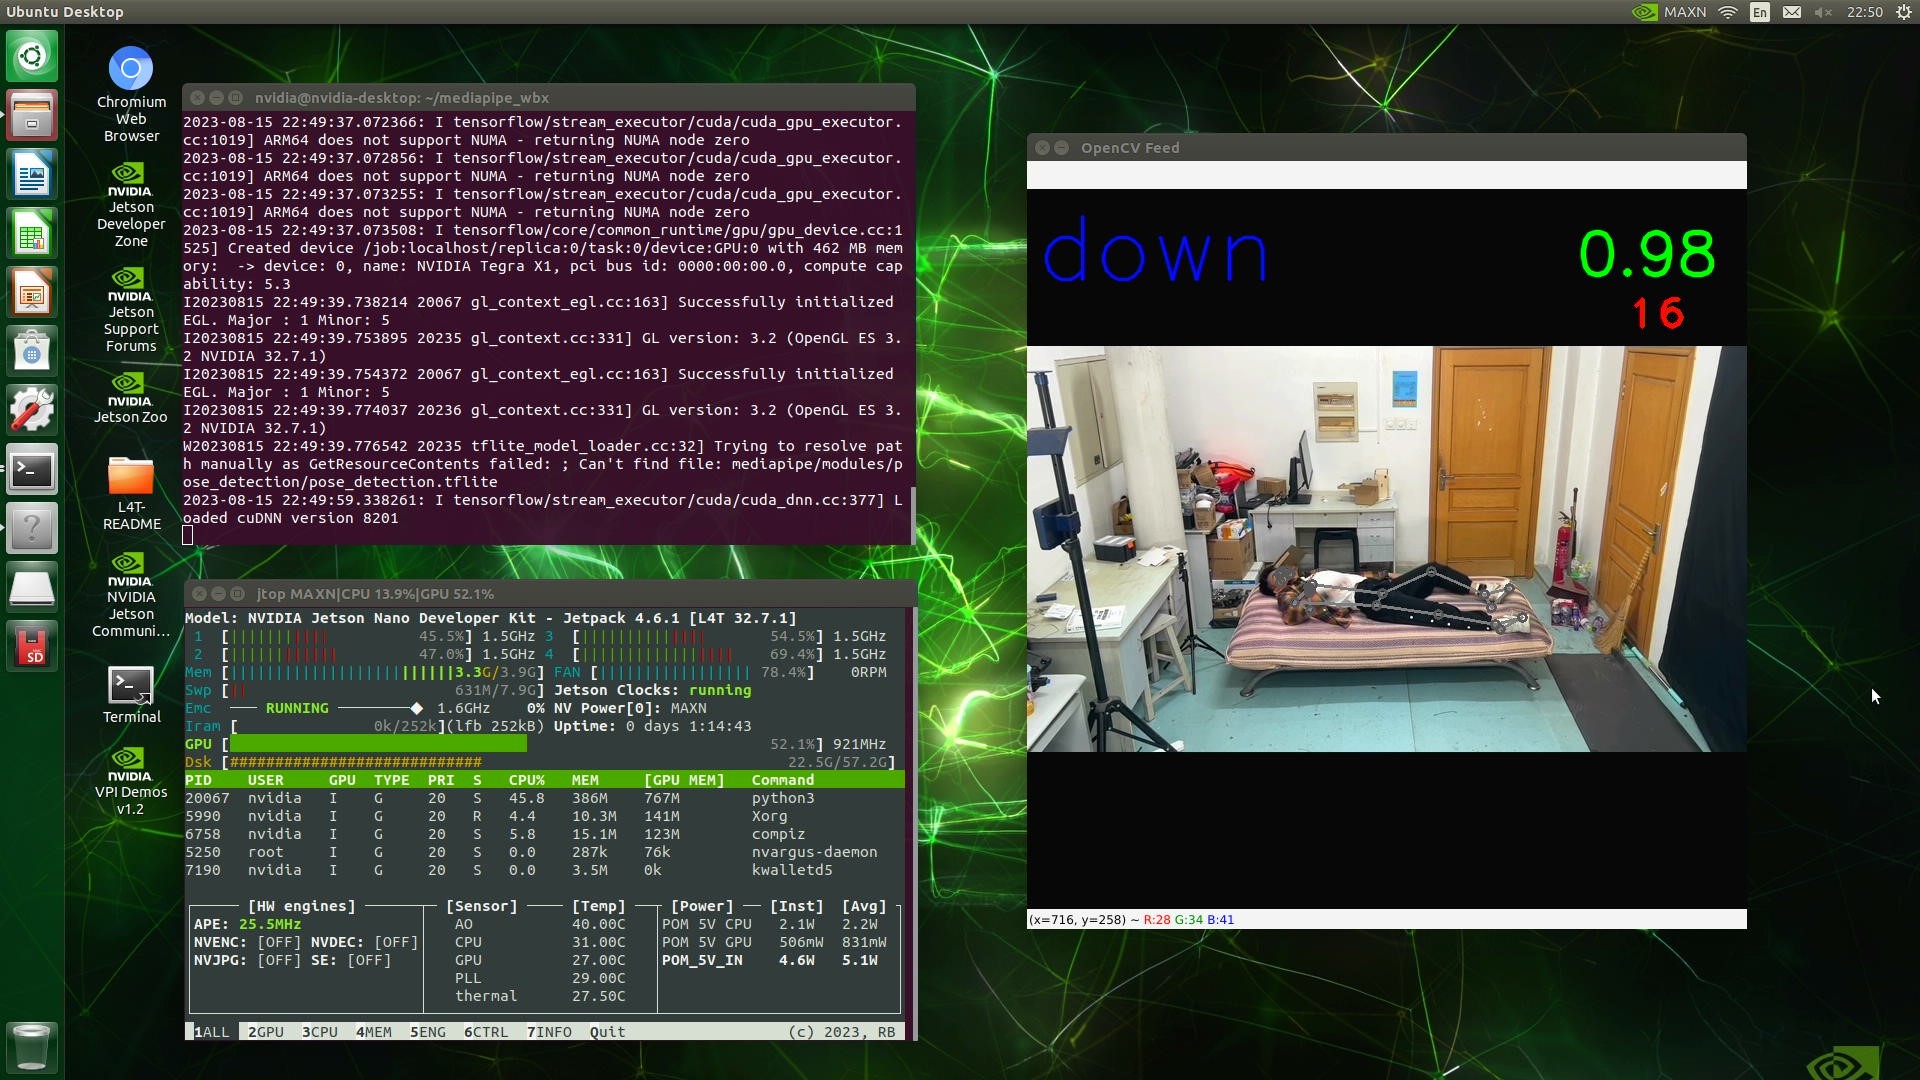 Ubuntu Desktop
MAXN
En
22:50
Chromium
Web
Browser
NVIDIA.
Jetson
Developer
Zone
NVIDIA.
Jetson
Support
Forums
NVIDIA.
Jetson Zoo
L4T-
README
NVIDIA.
NVIDIA
Jetson
Communi...
Terminal
NVIDIA.
VPI Demos
v1.2
SD
nvidia@nvidia-desktop: ~/mediapipe_wbx
2023-08-15 22:49:37.072366: I tensorflow/stream_executor/cuda/cuda_gpu_executor.
cc:1019] ARM64 does not support NUMA - returning NUMA node zero
2023-08-15 22:49:37.072856: I tensorflow/stream_executor/cuda/cuda_gpu_executor.
cc:1019] ARM64 does not support NUMA - returning NUMA node zero
2023-08-15 22:49:37.073255: I tensorflow/stream_executor/cuda/cuda_gpu_executor.
cc:1019] ARM64 does not support NUMA - returning NUMA node zero
2023-08-15 22:49:37.073508: I tensorflow/core/common_runtime/gpu/gpu_device.cc:1
525] Created device /job:localhost/replica:0/task:0/device:GPU:0 with 462 MB mem
ory:  -> device: 0, name: NVIDIA Tegra X1, pci bus id: 0000:00:00.0, compute cap
ability: 5.3
I20230815 22:49:39.738214 20067 gl_context_egl.cc:163] Successfully initialized
EGL. Major : 1 Minor: 5
I20230815 22:49:39.753895 20235 gl_context.cc:331] GL version: 3.2 (OpenGL ES 3.
2 NVIDIA 32.7.1)
I20230815 22:49:39.754372 20067 gl_context_egl.cc:163] Successfully initialized
EGL. Major : 1 Minor: 5
I20230815 22:49:39.774037 20236 gl_context.cc:331] GL version: 3.2 (OpenGL ES 3.
2 NVIDIA 32.7.1)
W20230815 22:49:39.776542 20235 tflite_model_loader.cc:32] Trying to resolve pat
h manually as GetResourceContents failed: ; Can't find file: mediapipe/modules/p
ose_detection/pose_detection.tflite
2023-08-15 22:49:59.338261: I tensorflow/stream_executor/cuda/cuda_dnn.cc:377] L
oaded cuDNN version 8201
jtop MAXN|CPU 13.9%|GPU 52.1%
Model: NVIDIA Jetson Nano Developer Kit - Jetpack 4.6.1 [L4T 32.7.1]
1 [ 45.5%] 1.5GHz 3 [ 54.5%] 1.5GHz
2 [ 47.0%] 1.5GHz 4 [ 69.4%] 1.5GHz
Mem [ 3.3G/3.9G] FAN [ 78.4%] 0RPM
Swp [ 631M/7.9G] Jetson Clocks: running
Emc RUNNING 1.6GHz 0% NV Power[0]: MAXN
Iram [ 0k/252k](lfb 252kB) Uptime: 0 days 1:14:43
GPU [ 52.1%] 921MHz
Dsk [############################ 22.5G/57.2G]
PID USER GPU TYPE PRI S CPU% MEM [GPU MEM] Command
20067 nvidia I G 20 S 45.8 386M 767M python3
5990 nvidia I G 20 R 4.4 10.3M 141M Xorg
6758 nvidia I G 20 S 5.8 15.1M 123M compiz
5250 root I G 20 S 0.0 287k 76k nvargus-daemon
7190 nvidia I G 20 S 0.0 3.5M 0k kwalletd5
[HW engines] [Sensor] [Temp] [Power] [Inst] [Avg]
APE: 25.5MHz AO 40.00C POM 5V CPU 2.1W 2.2W
NVENC: [OFF] NVDEC: [OFF] CPU 31.00C POM 5V GPU 506mW 831mW
NVJPG: [OFF] SE: [OFF] GPU 27.00C POM_5V_IN 4.6W 5.1W
PLL 29.00C
thermal 27.50C
1ALL 2GPU 3CPU 4MEM 5ENG 6CTRL 7INFO Quit (c) 2023, RB
OpenCV Feed
down 0.98
16
(x=716, y=258) ~ R:28 G:34 B:41